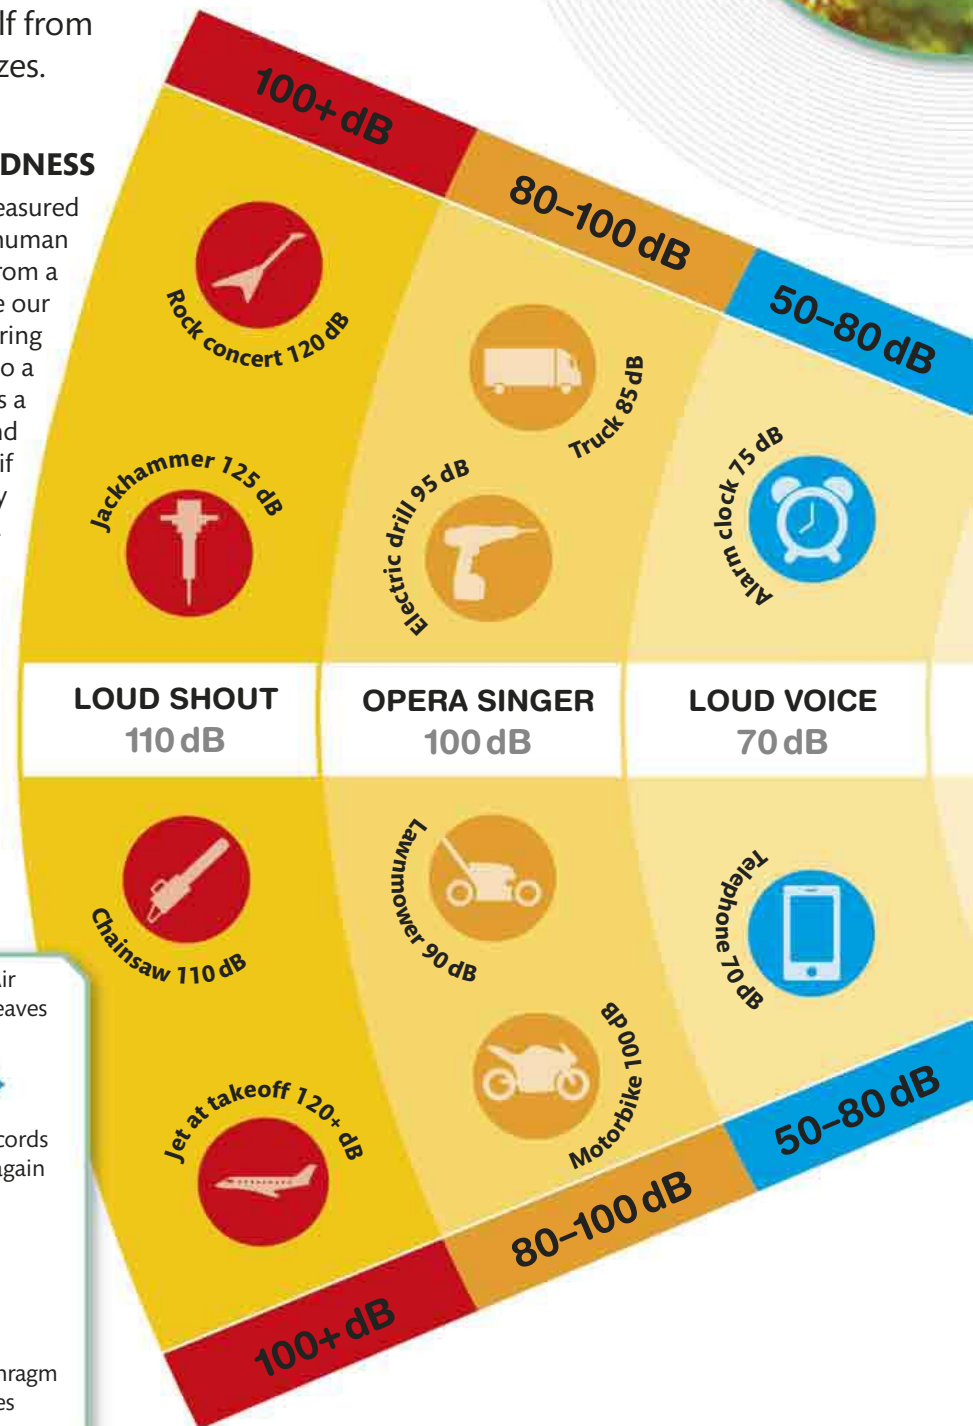 lf from
zes.
DNESS
easured
human
rom a
e our
ring
o a
s a
nd
if
y
100+ dB
80–100 dB
50–80 dB
Rock concert 120 dB
Truck 85 dB
Jackhammer 125 dB
Electric drill 95 dB
Alarm clock 75 dB
LOUD SHOUT
110 dB
OPERA SINGER
100 dB
LOUD VOICE
70 dB
Chainsaw 110 dB
Lawnmower 90 dB
Telephone 70 dB
Jet at takeoff 120+ dB
Motorbike 100 dB
100+ dB
80–100 dB
50–80 dB
ir
eaves
cords
again
hragm
es